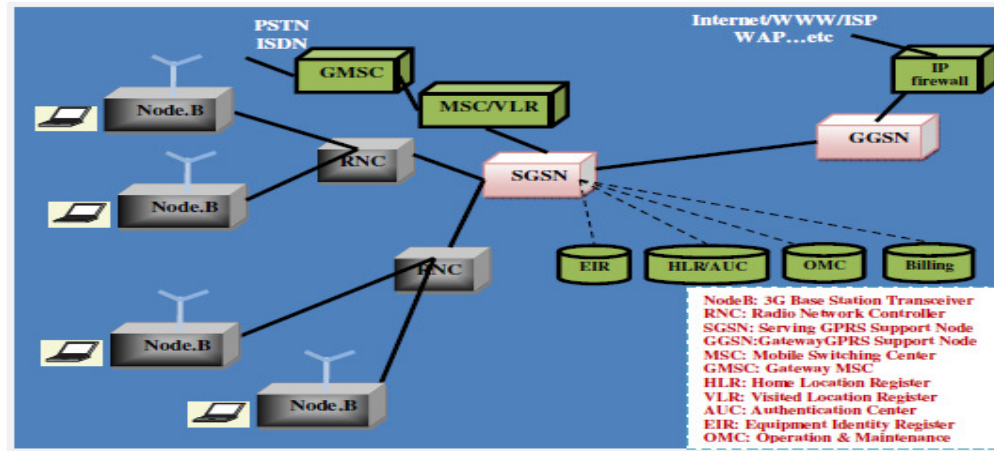 PSTN
ISDN
Internet/WWW/ISP
WAP...etc
GMSC
IP
firewall
Node.B
MSC/VLR
GGSN
RNC
SGSN
Node.B
RNC
EIR
HLR/AUC
OMC
Billing
Node.B
Node.B
NodeB: 3G Base Station Transceiver
RNC: Radio Network Controller
SGSN: Serving GPRS Support Node
GGSN:GatewayGPRS Support Node
MSC: Mobile Switching Center
GMSC: Gateway MSC
HLR: Home Location Register
VLR: Visited Location Register
AUC: Authentication Center
EIR: Equipment Identity Register
OMC: Operation & Maintenance